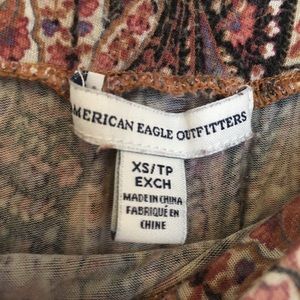 AMERICAN EAGLE OUTFITTERS
XS/TP
EXCH
MADE IN CHINA
FABRIQUÉ EN
CHINE